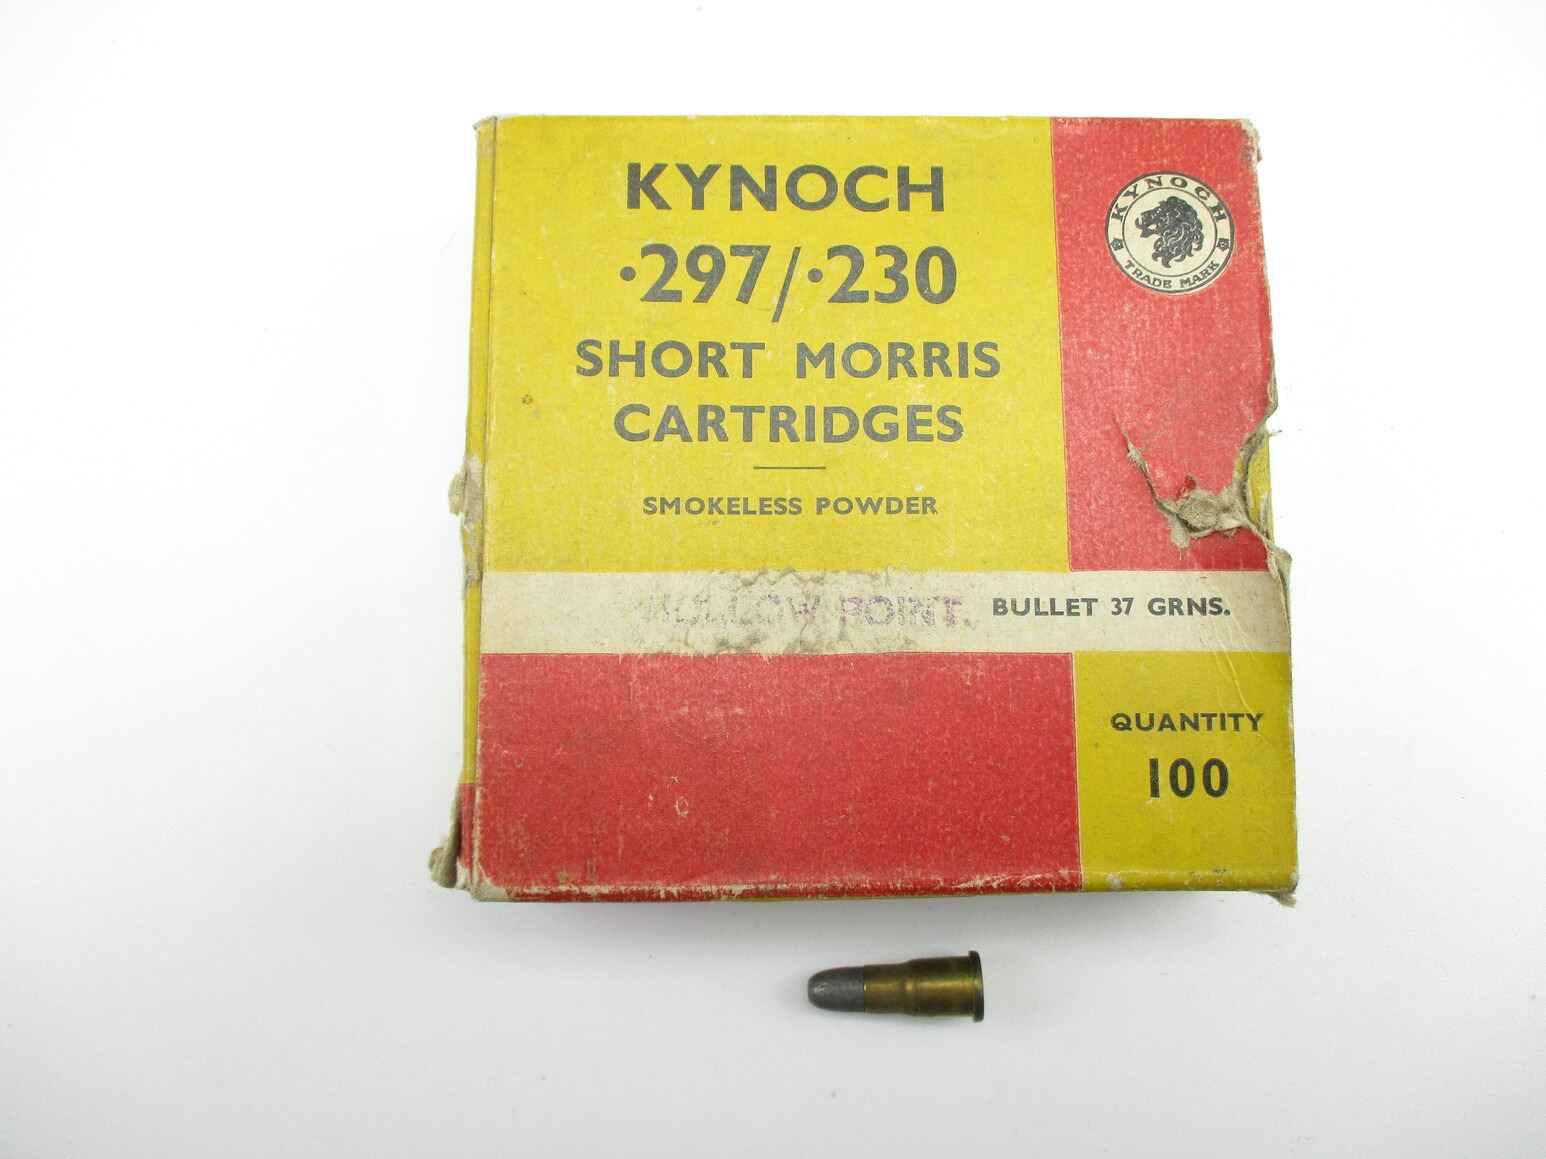 KYNOCH
·297/·230
SHORT MORRIS
CARTRIDGES
SMOKELESS POWDER
KYNOCH
TRADE MARK
HOLLOW POINT. BULLET 37 GRNS.
QUANTITY
100